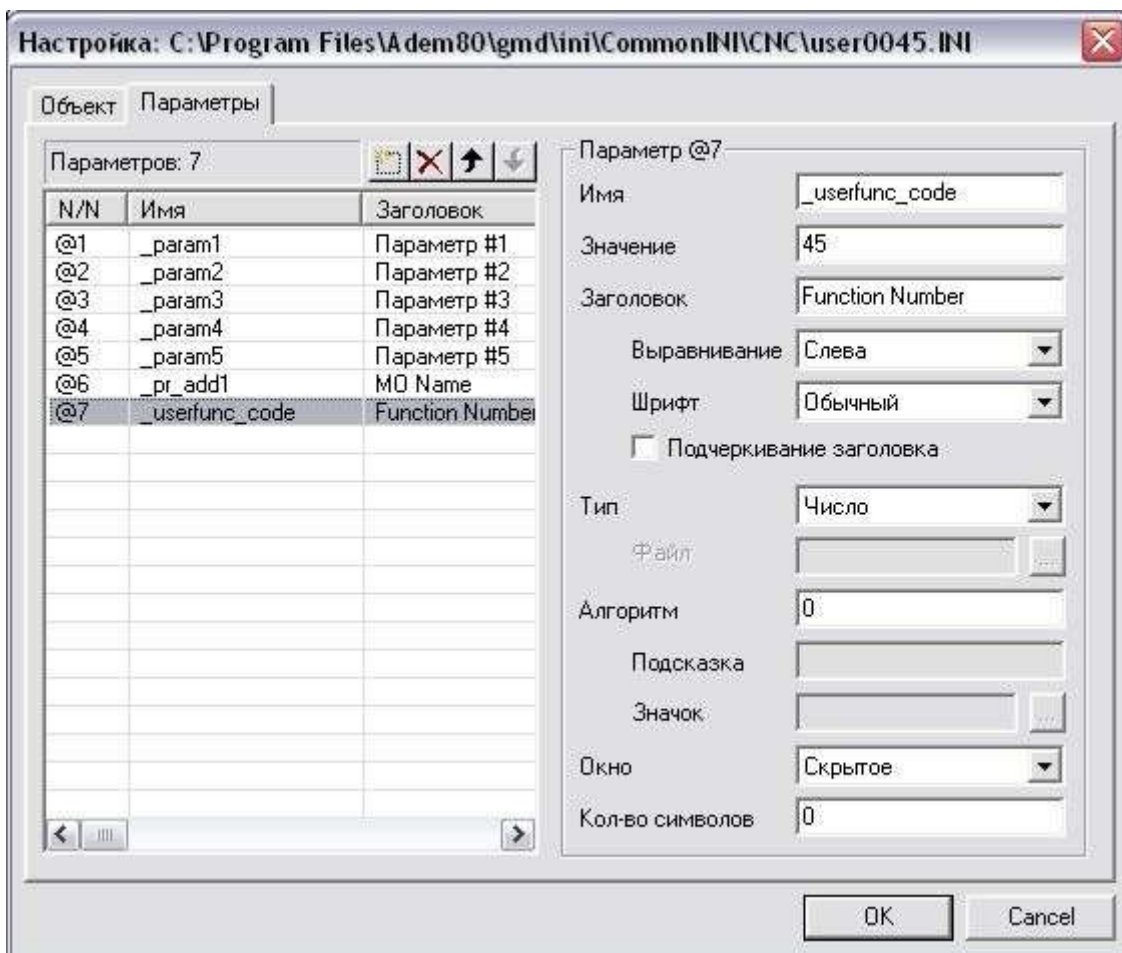 Настройка: C:\Program Files\Adem80\gmd\ini\CommonINI\CNC\user0045.INI
Объект Параметры
Параметров: 7
N/N Имя Заголовок
@1 _param1 Параметр #1
@2 _param2 Параметр #2
@3 _param3 Параметр #3
@4 _param4 Параметр #4
@5 _param5 Параметр #5
@6 _pr_add1 MO Name
@7 _userfunc_code Function Number
Параметр @7
Имя _userfunc_code
Значение 45
Заголовок Function Number
Выравнивание Слева
Шрифт Обычный
Подчеркивание заголовка
Тип Число
Файл ...
Алгоритм 0
Подсказка
Значок ...
Окно Скрытое
Кол-во символов 0
OK Cancel